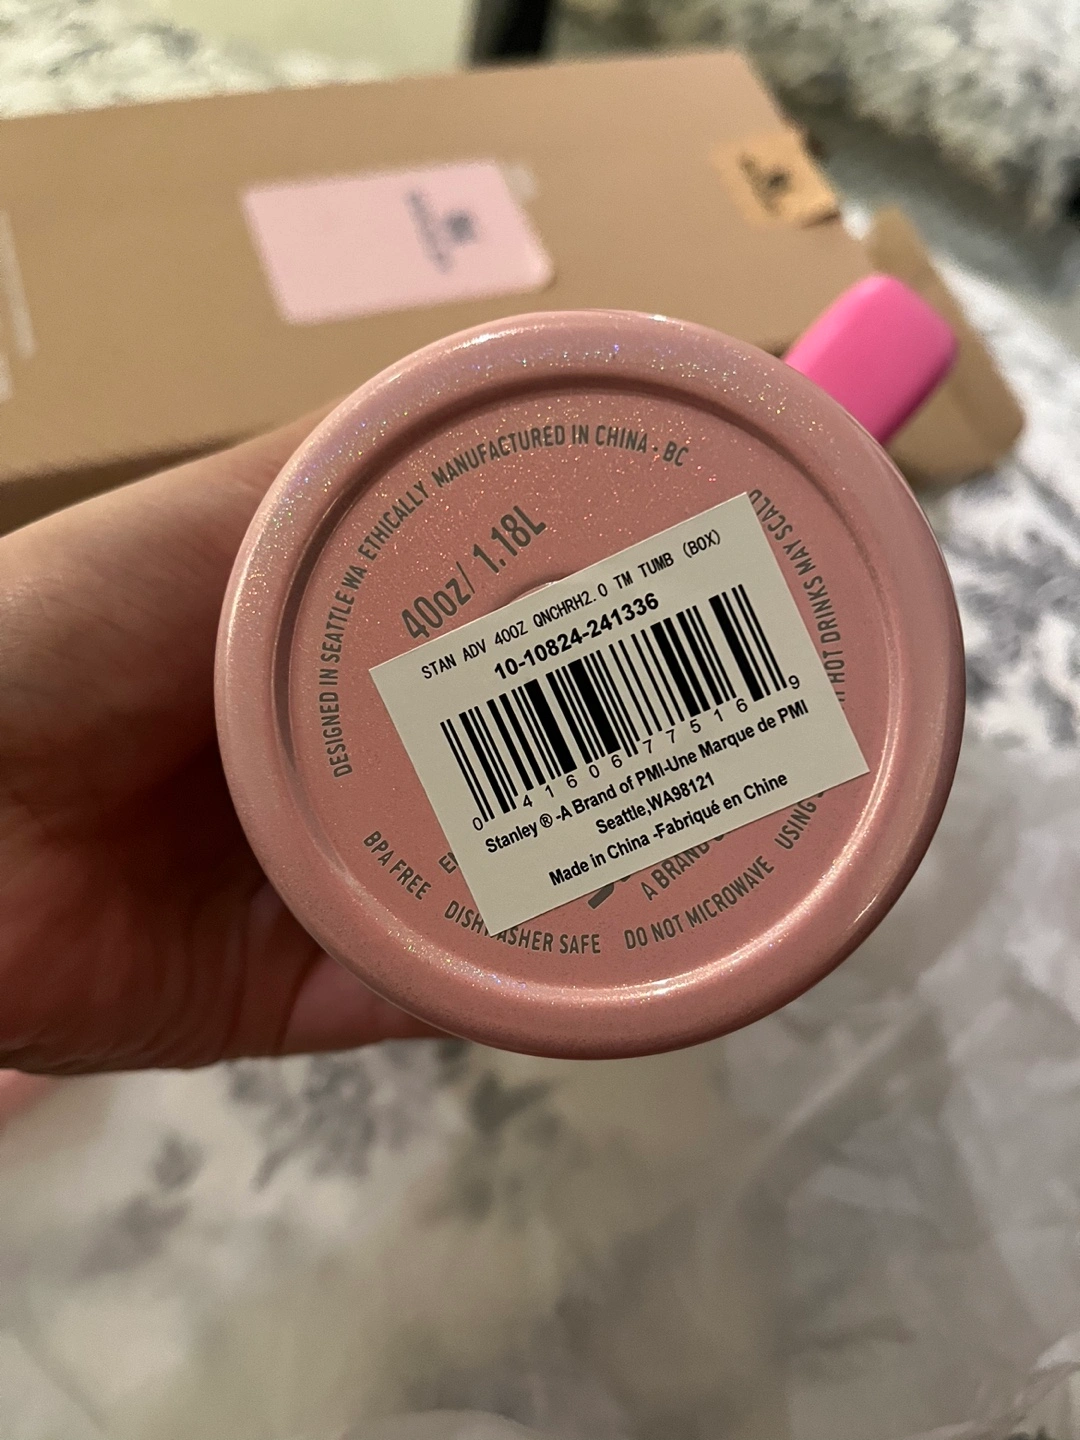 DESIGNED IN SEATTLE WA ETHICALLY MANUFACTURED IN CHINA · BC
40oz/ 1.18L
STAN ADV 40OZ QNCHRH2.0 TM TUMB (BOX)
10-10824-241336
0 41606 77516 9
Stanley ® -A Brand of PMI-Une Marque de PMI
Seattle,WA98121
Made in China -Fabriqué en Chine
A BRAND
BPA FREE DISHWASHER SAFE DO NOT MICROWAVE USING HOT DRINKS MAY SCALD